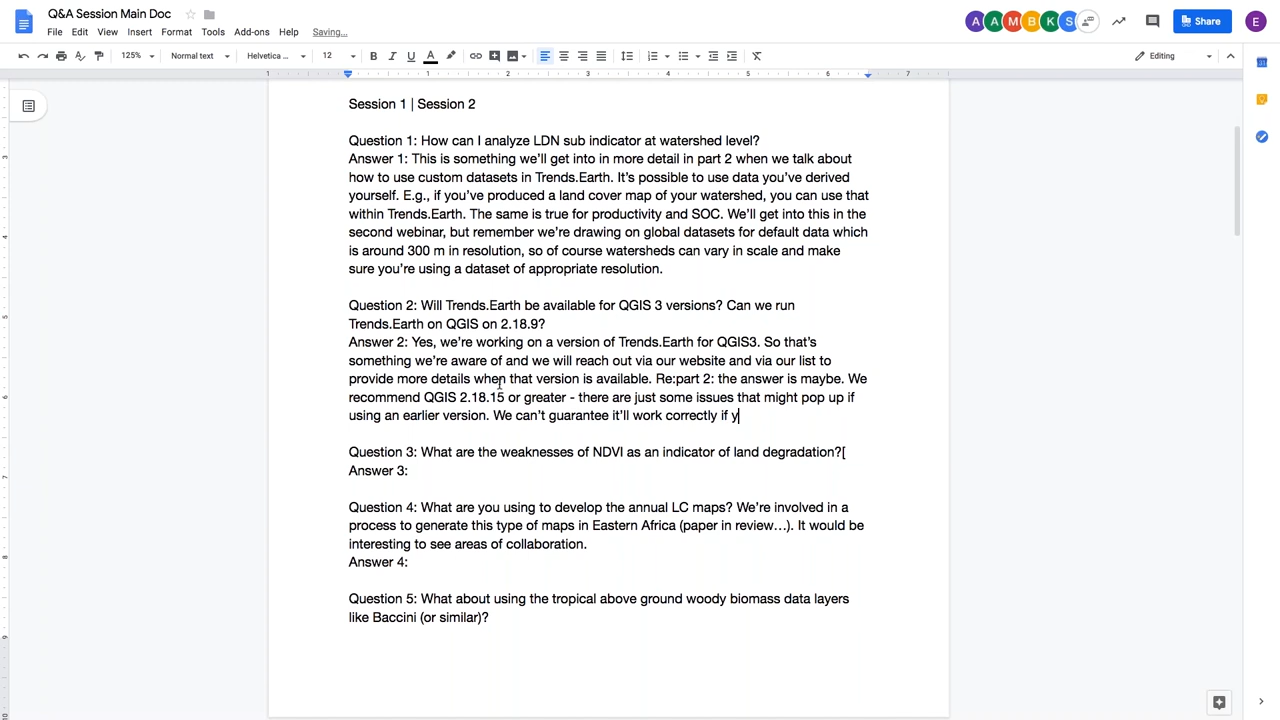 Q&A Session Main Doc
File Edit View Insert Format Tools Add-ons Help Saving...
A A M B K S
Share
E
125% Normal text Helvetica ... 12 B I U A Editing
1 1 2 3 4 5 6 7
Session 1 | Session 2
Question 1: How can I analyze LDN sub indicator at watershed level?
Answer 1: This is something we'll get into in more detail in part 2 when we talk about
how to use custom datasets in Trends.Earth. It's possible to use data you've derived
yourself. E.g., if you've produced a land cover map of your watershed, you can use that
within Trends.Earth. The same is true for productivity and SOC. We'll get into this in the
second webinar, but remember we're drawing on global datasets for default data which
is around 300 m in resolution, so of course watersheds can vary in scale and make
sure you're using a dataset of appropriate resolution.
Question 2: Will Trends.Earth be available for QGIS 3 versions? Can we run
Trends.Earth on QGIS on 2.18.9?
Answer 2: Yes, we're working on a version of Trends.Earth for QGIS3. So that's
something we're aware of and we will reach out via our website and via our list to
provide more details when that version is available. Re:part 2: the answer is maybe. We
recommend QGIS 2.18.15 or greater - there are just some issues that might pop up if
using an earlier version. We can't guarantee it'll work correctly if y
Question 3: What are the weaknesses of NDVI as an indicator of land degradation?[
Answer 3:
Question 4: What are you using to develop the annual LC maps? We're involved in a
process to generate this type of maps in Eastern Africa (paper in review...). It would be
interesting to see areas of collaboration.
Answer 4:
Question 5: What about using the tropical above ground woody biomass data layers
like Baccini (or similar)?